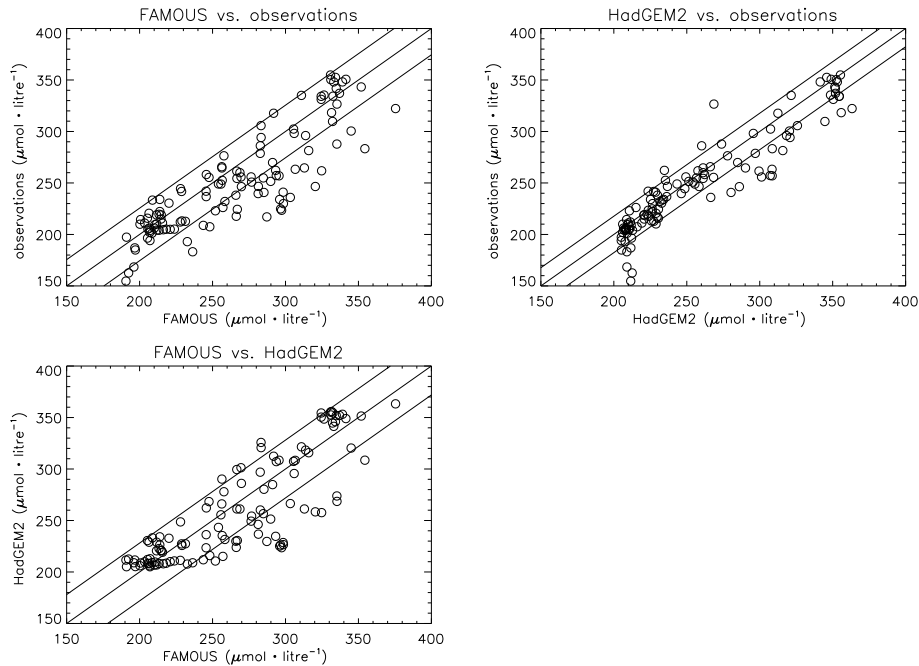 FAMOUS vs. observations
400
350
300
250
200
150
observations (μmol • litre⁻¹)
150 200 250 300 350 400
FAMOUS (μmol • litre⁻¹)
HadGEM2 vs. observations
400
350
300
250
200
150
observations (μmol • litre⁻¹)
150 200 250 300 350 400
HadGEM2 (μmol • litre⁻¹)
FAMOUS vs. HadGEM2
400
350
300
250
200
150
HadGEM2 (μmol • litre⁻¹)
150 200 250 300 350 400
FAMOUS (μmol • litre⁻¹)